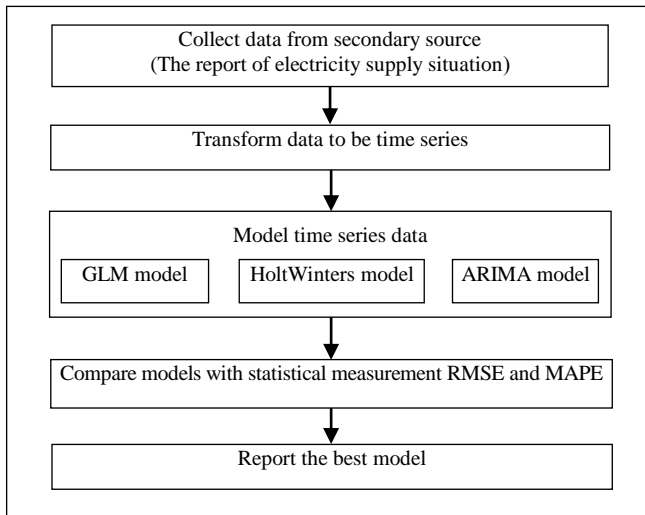 Collect data from secondary source
(The report of electricity supply situation)
Transform data to be time series
Model time series data
GLM model
HoltWinters model
ARIMA model
Compare models with statistical measurement RMSE and MAPE
Report the best model